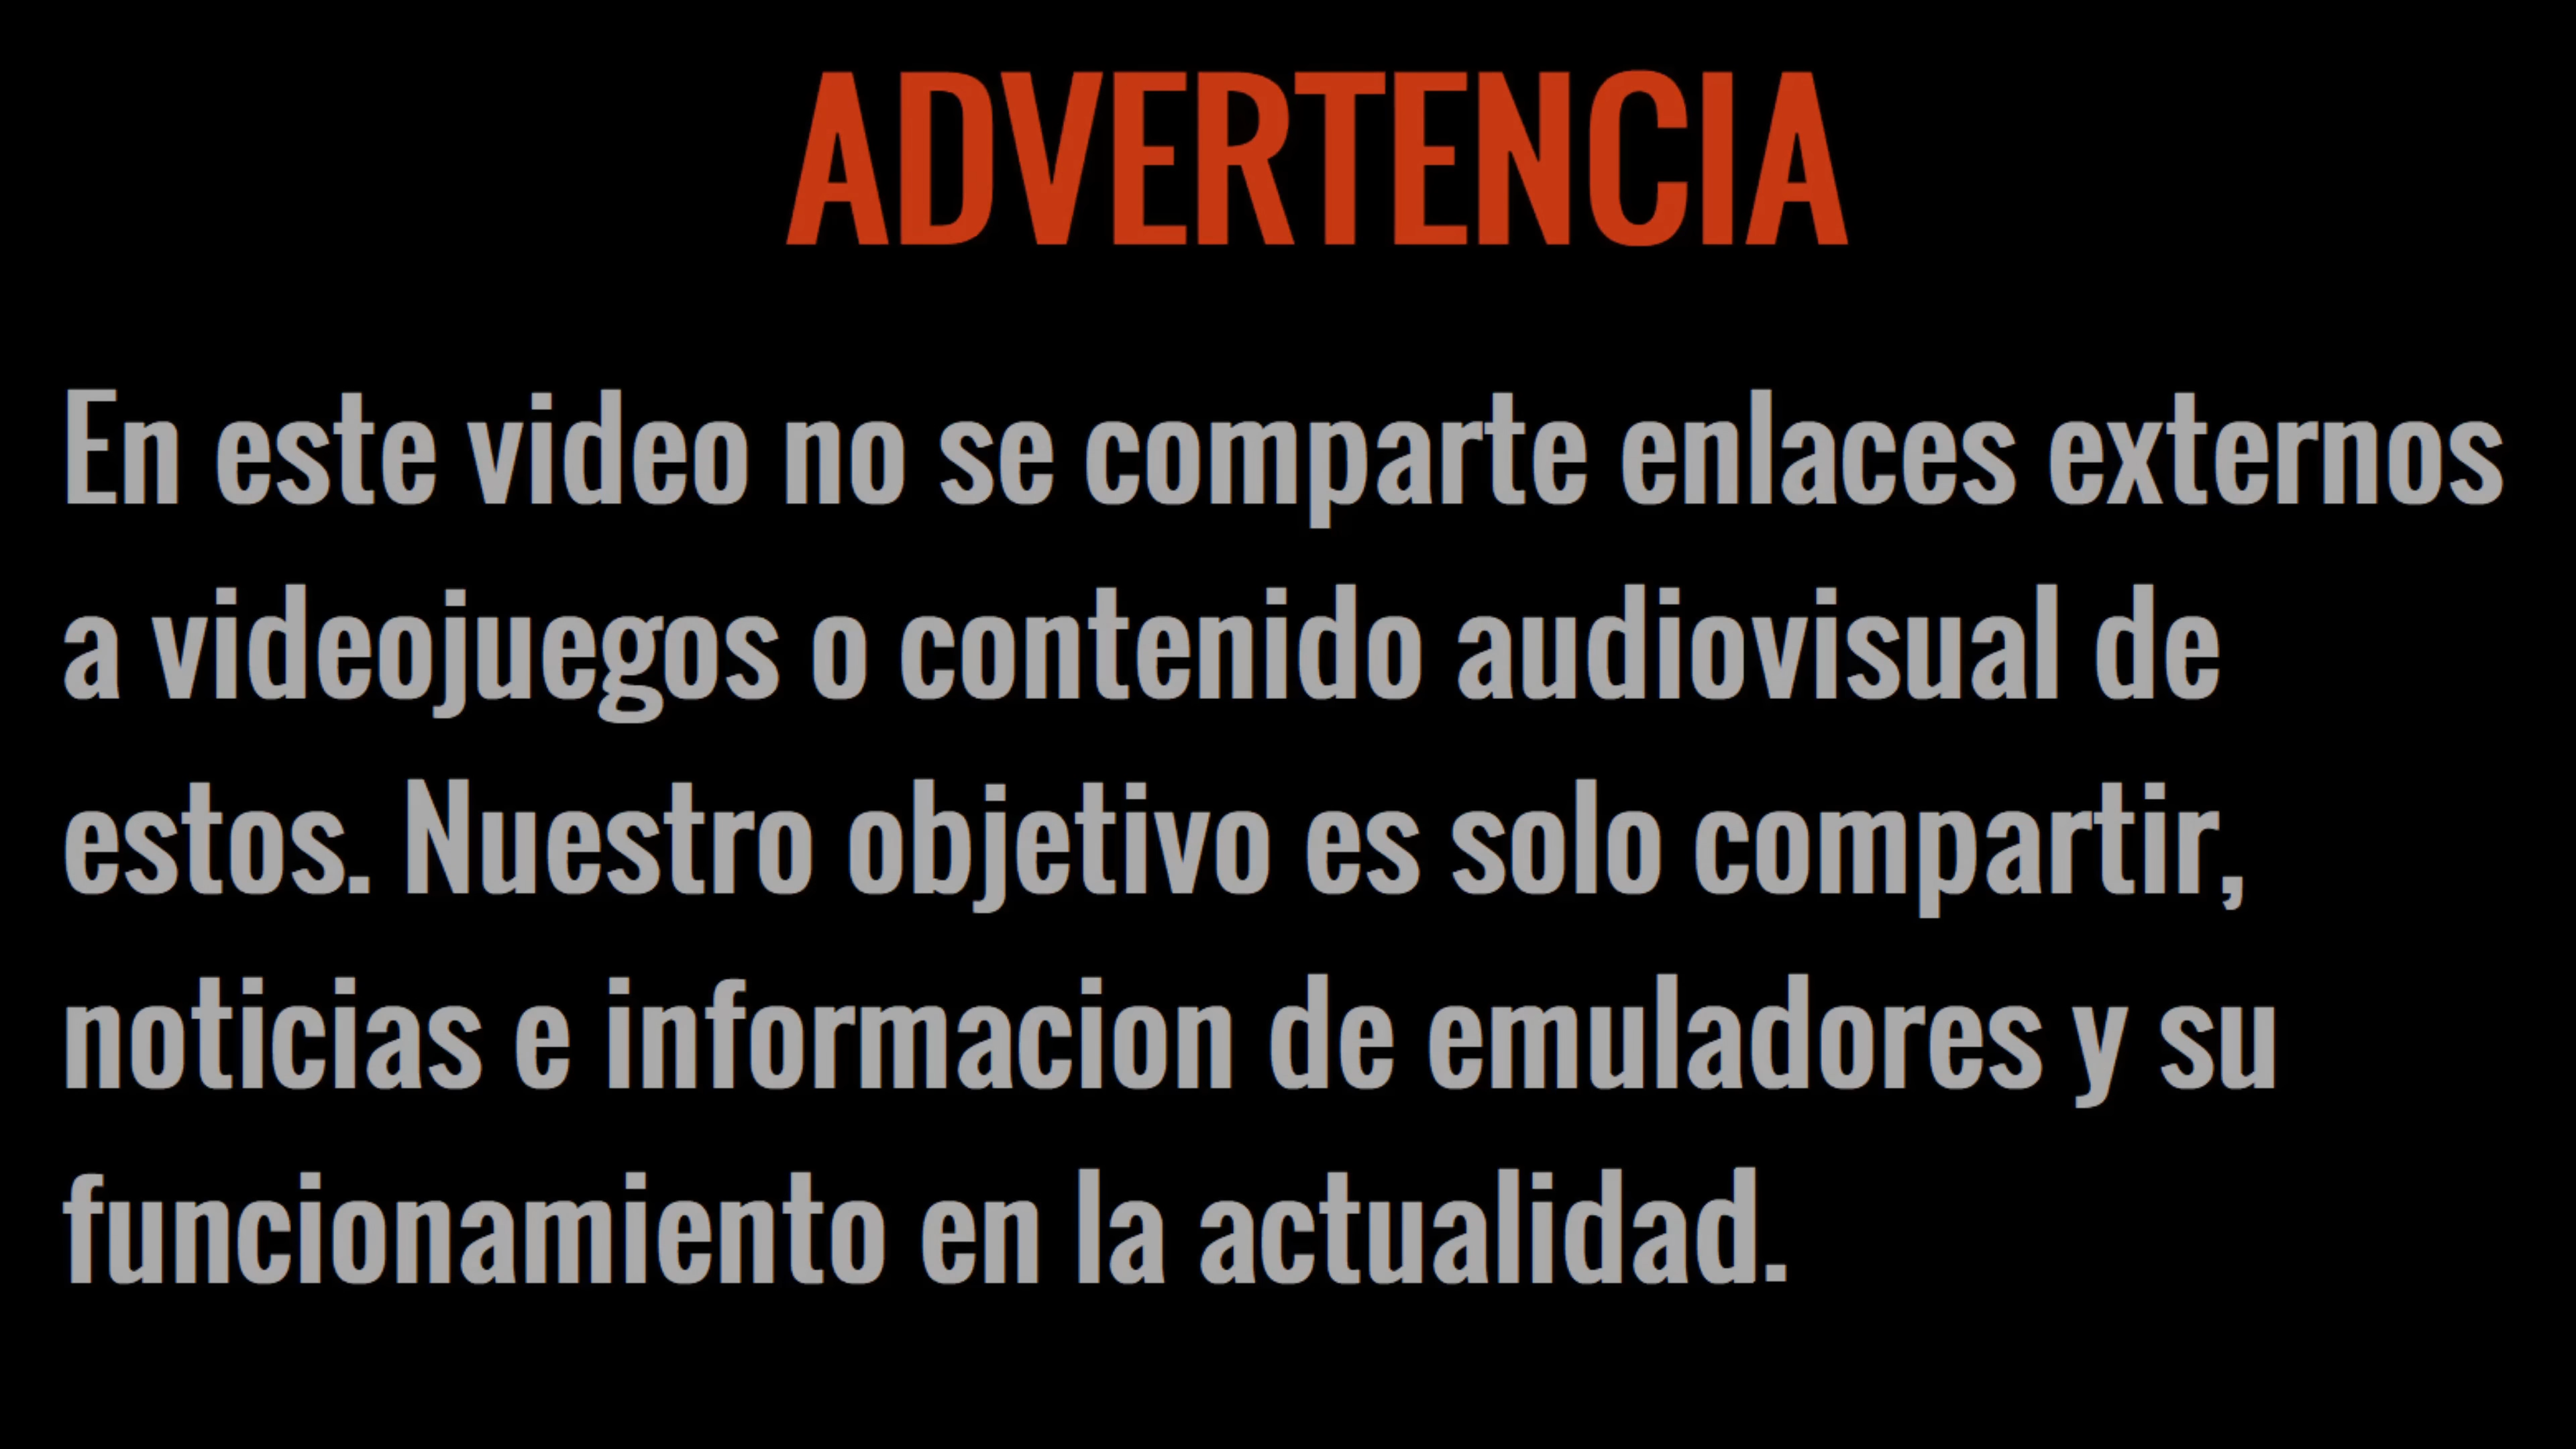 ADVERTENCIA
En este video no se comparte enlaces externos
a videojuegos o contenido audiovisual de
estos. Nuestro objetivo es solo compartir,
noticias e informacion de emuladores y su
funcionamiento en la actualidad.